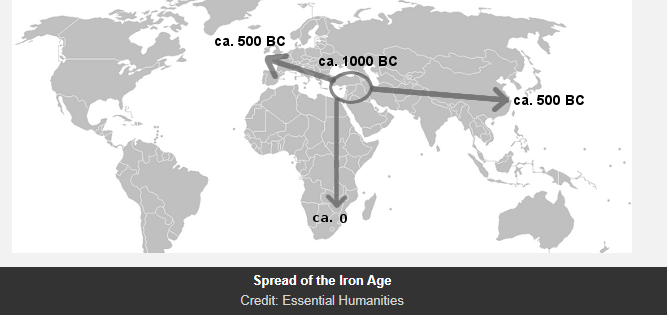 ca. 500 BC
ca. 1000 BC
ca. 500 BC
ca. 0
Spread of the Iron Age
Credit: Essential Humanities